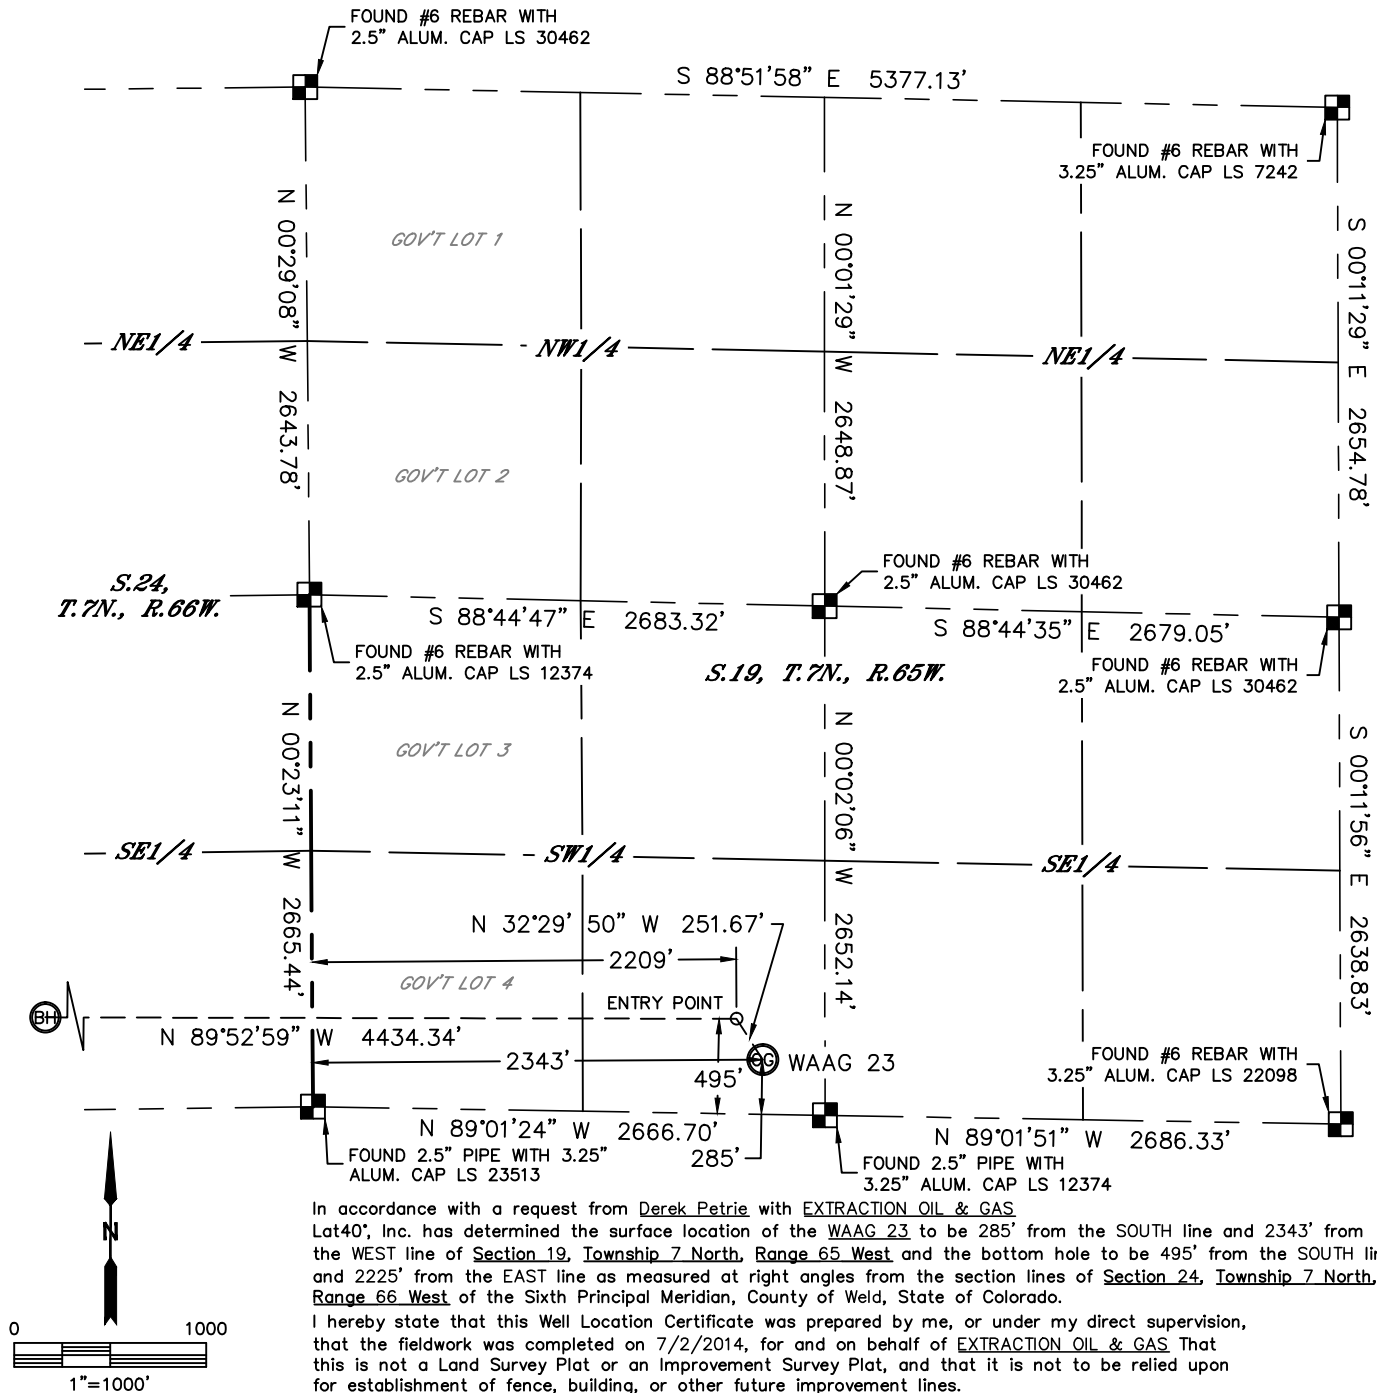 FOUND #6 REBAR WITH
2.5" ALUM. CAP LS 30462
S 88°51'58" E 5377.13'
FOUND #6 REBAR WITH
3.25" ALUM. CAP LS 7242
N 00°29'08" W 2643.78'
N 00°01'29" W 2648.87'
S 00°11'29" E 2654.78'
GOV'T LOT 1
NE1/4
NW1/4
NE1/4
GOV'T LOT 2
S.24,
T.7N., R.66W.
FOUND #6 REBAR WITH
2.5" ALUM. CAP LS 30462
S 88°44'47" E 2683.32'
S 88°44'35" E 2679.05'
FOUND #6 REBAR WITH
2.5" ALUM. CAP LS 12374
S.19, T.7N., R.65W.
FOUND #6 REBAR WITH
2.5" ALUM. CAP LS 30462
N 00°23'11" W 2665.44'
N 00°02'06" W 2652.14'
S 00°11'56" E 2638.83'
GOV'T LOT 3
SE1/4
SW1/4
SE1/4
N 32°29' 50" W 251.67'
2209'
GOV'T LOT 4
ENTRY POINT
BH
N 89°52'59" W 4434.34'
2343'
OG WAAG 23
495'
FOUND #6 REBAR WITH
3.25" ALUM. CAP LS 22098
N 89°01'24" W 2666.70'
N 89°01'51" W 2686.33'
285'
FOUND 2.5" PIPE WITH 3.25"
ALUM. CAP LS 23513
FOUND 2.5" PIPE WITH
3.25" ALUM. CAP LS 12374
N
0 1000
1"=1000'
In accordance with a request from Derek Petrie with EXTRACTION OIL & GAS
Lat40°, Inc. has determined the surface location of the WAAG 23 to be 285' from the SOUTH line and 2343' from
the WEST line of Section 19, Township 7 North, Range 65 West and the bottom hole to be 495' from the SOUTH
and 2225' from the EAST line as measured at right angles from the section lines of Section 24, Township 7 North,
Range 66 West of the Sixth Principal Meridian, County of Weld, State of Colorado.
I hereby state that this Well Location Certificate was prepared by me, or under my direct supervision,
that the fieldwork was completed on 7/2/2014, for and on behalf of EXTRACTION OIL & GAS That
this is not a Land Survey Plat or an Improvement Survey Plat, and that it is not to be relied upon
for establishment of fence, building, or other future improvement lines.